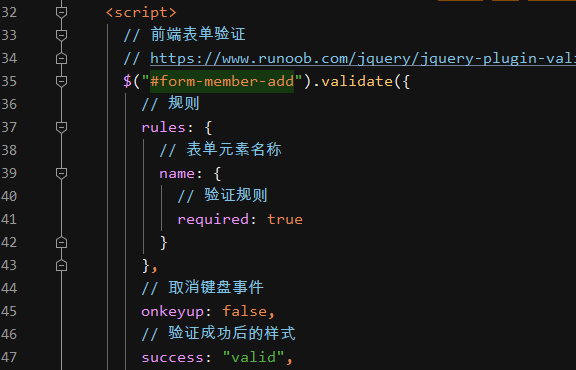 32 <script>
33 // 前端表单验证
34 // https://www.runoob.com/jquery/jquery-plugin-vali
35 $("#form-member-add").validate({
36 // 规则
37 rules: {
38 // 表单元素名称
39 name: {
40 // 验证规则
41 required: true
42 }
43 },
44 // 取消键盘事件
45 onkeyup: false,
46 // 验证成功后的样式
47 success: "valid",